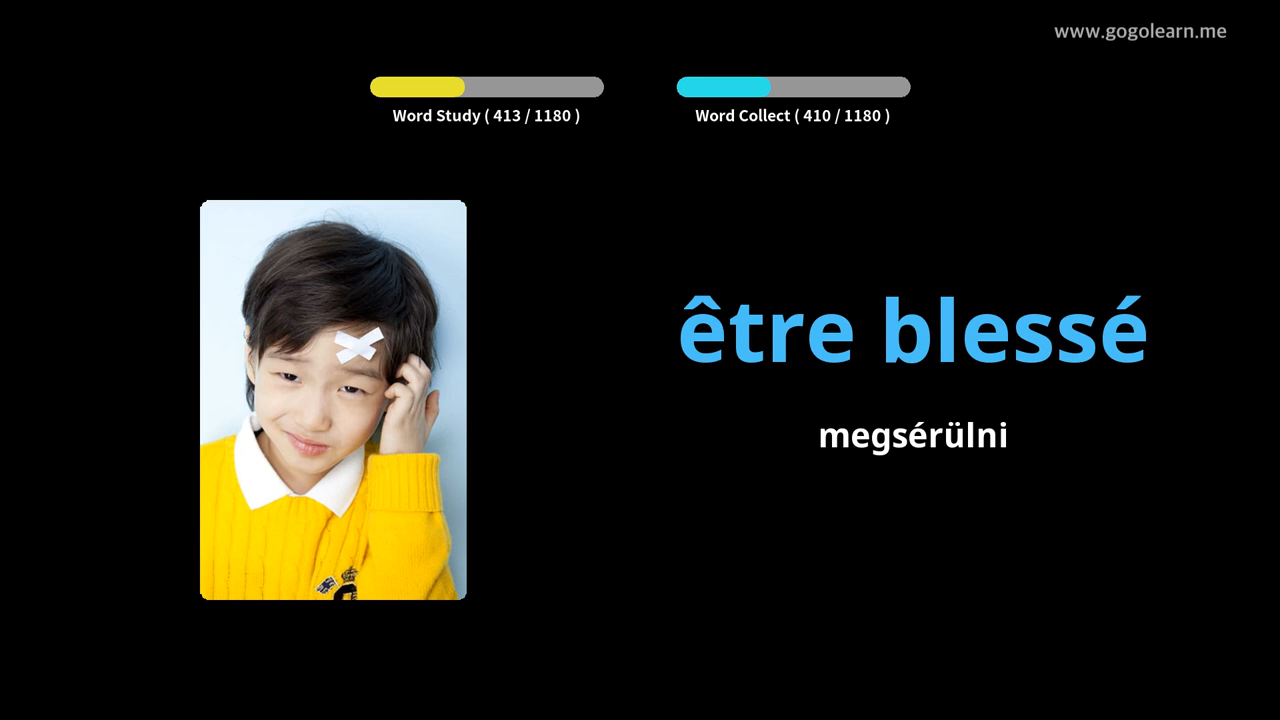 www.gogolearn.me
Word Study ( 413 / 1180 )
Word Collect ( 410 / 1180 )
être blessé
megsérülni